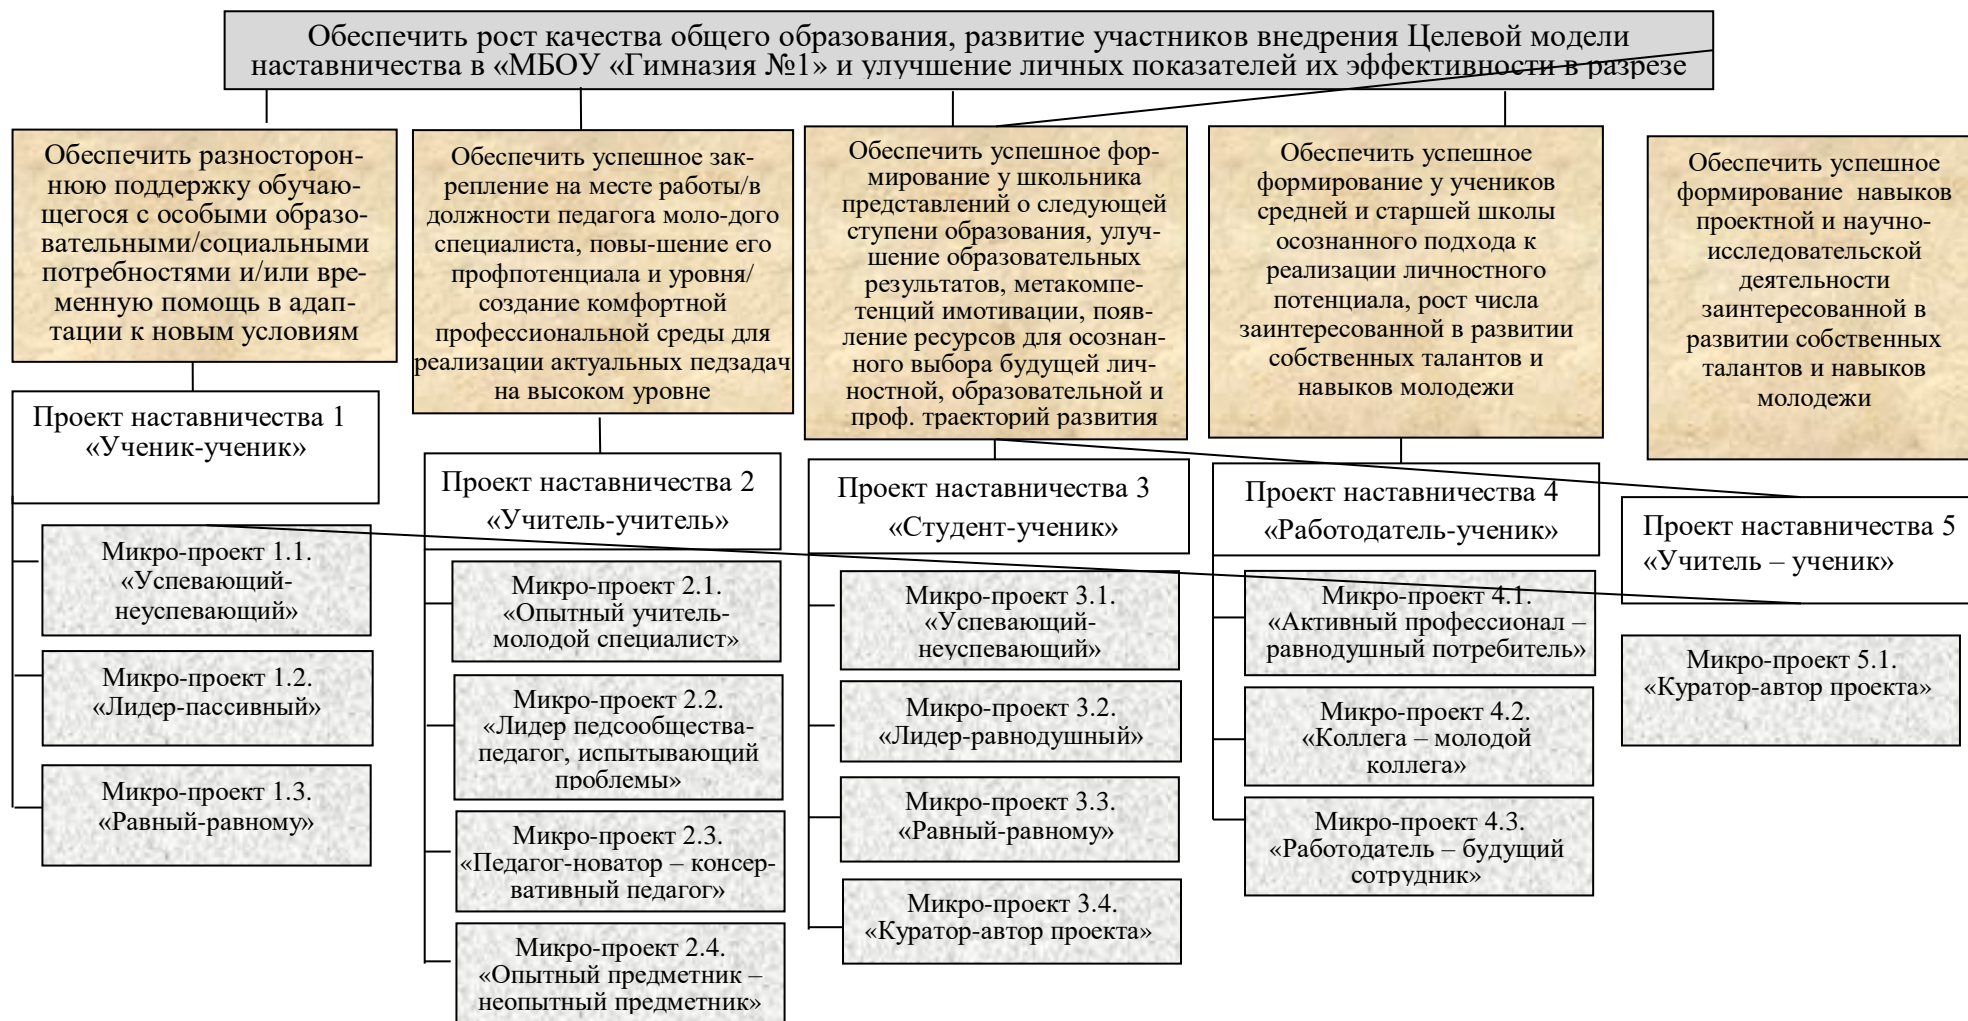 Обеспечить рост качества общего образования, развитие участников внедрения Целевой модели
наставничества в «МБОУ «Гимназия №1» и улучшение личных показателей их эффективности в разрезе
Обеспечить разносторон-
нюю поддержку обучаю-
щегося с особыми образо-
вательными/социальными
потребностями и/или вре-
менную помощь в адап-
тации к новым условиям
Проект наставничества 1
«Ученик-ученик»
Микро-проект 1.1.
«Успевающий-
неуспевающий»
Микро-проект 1.2.
«Лидер-пассивный»
Микро-проект 1.3.
«Равный-равному»
Обеспечить успешное зак-
репление на месте работы/в
должности педагога моло-дого
специалиста, повы-шение его
профпотенциала и уровня/
создание комфортной
профессиональной среды для
реализации актуальных педзадач
на высоком уровне
Проект наставничества 2
«Учитель-учитель»
Микро-проект 2.1.
«Опытный учитель-
молодой специалист»
Микро-проект 2.2.
«Лидер педсообщества-
педагог, испытывающий
проблемы»
Микро-проект 2.3.
«Педагог-новатор – консер-
вативный педагог»
Микро-проект 2.4.
«Опытный предметник –
неопытный предметник»
Обеспечить успешное фор-
мирование у школьника
представлений о следующей
ступени образования, улуч-
шение образовательных
результатов, метакомпе-
тенций имотивации, появ-
ление ресурсов для осознан-
ного выбора будущей лич-
ностной, образовательной и
проф. траекторий развития
Проект наставничества 3
«Студент-ученик»
Микро-проект 3.1.
«Успевающий-
неуспевающий»
Микро-проект 3.2.
«Лидер-равнодушный»
Микро-проект 3.3.
«Равный-равному»
Микро-проект 3.4.
«Куратор-автор проекта»
Обеспечить успешное
формирование у учеников
средней и старшей школы
осознанного подхода к
реализации личностного
потенциала, рост числа
заинтересованной в развитии
собственных талантов и
навыков молодежи
Проект наставничества 4
«Работодатель-ученик»
Микро-проект 4.1.
«Активный профессионал –
равнодушный потребитель»
Микро-проект 4.2.
«Коллега – молодой
коллега»
Микро-проект 4.3.
«Работодатель – будущий
сотрудник»
Обеспечить успешное
формирование навыков
проектной и научно-
исследовательской
деятельности
заинтересованной в
развитии собственных
талантов и навыков
молодежи
Проект наставничества 5
«Учитель – ученик»
Микро-проект 5.1.
«Куратор-автор проекта»